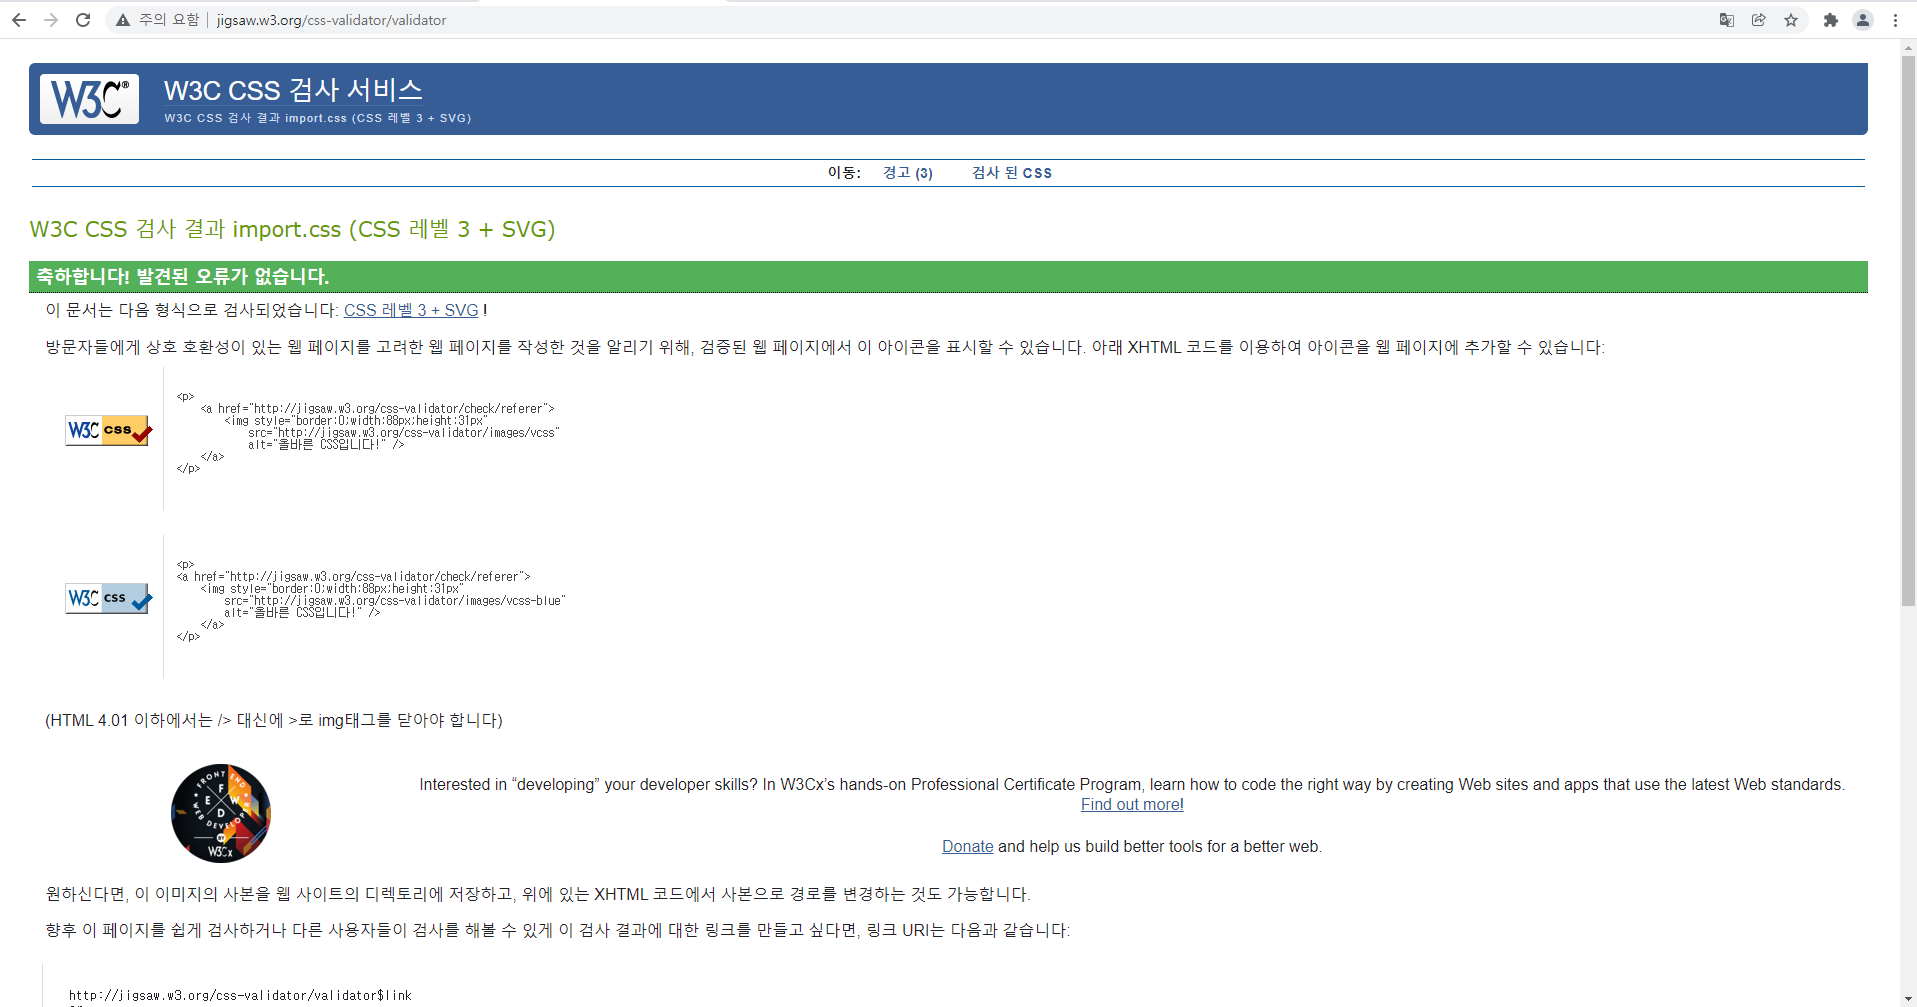 주의 요함 | jigsaw.w3.org/css-validator/validator
W3C®
W3C CSS 검사 서비스
W3C CSS 검사 결과 import.css (CSS 레벨 3 + SVG)
이동: 경고 (3) 검사 된 CSS
W3C CSS 검사 결과 import.css (CSS 레벨 3 + SVG)
축하합니다! 발견된 오류가 없습니다.
이 문서는 다음 형식으로 검사되었습니다: CSS 레벨 3 + SVG !
방문자들에게 상호 호환성이 있는 웹 페이지를 고려한 웹 페이지를 작성한 것을 알리기 위해, 검증된 웹 페이지에서 이 아이콘을 표시할 수 있습니다. 아래 XHTML 코드를 이용하여 아이콘을 웹 페이지에 추가할 수 있습니다:
W3C css
<p>
<a href="http://jigsaw.w3.org/css-validator/check/referer">
<img style="border:0;width:88px;height:31px"
src="http://jigsaw.w3.org/css-validator/images/vcss"
alt="올바른 CSS입니다!" />
</a>
</p>
W3C css
<p>
<a href="http://jigsaw.w3.org/css-validator/check/referer">
<img style="border:0;width:88px;height:31px"
src="http://jigsaw.w3.org/css-validator/images/vcss-blue"
alt="올바른 CSS입니다!" />
</a>
</p>
(HTML 4.01 이하에서는 /> 대신에 >로 img태그를 닫아야 합니다)
FRONT END
WEB DEVELOPER
F E W D
BY
W3Cx
Interested in “developing” your developer skills? In W3Cx’s hands-on Professional Certificate Program, learn how to code the right way by creating Web sites and apps that use the latest Web standards.
Find out more!
Donate and help us build better tools for a better web.
원하신다면, 이 이미지의 사본을 웹 사이트의 디렉토리에 저장하고, 위에 있는 XHTML 코드에서 사본으로 경로를 변경하는 것도 가능합니다.
향후 이 페이지를 쉽게 검사하거나 다른 사용자들이 검사를 해볼 수 있게 이 검사 결과에 대한 링크를 만들고 싶다면, 링크 URI는 다음과 같습니다:
http://jigsaw.w3.org/css-validator/validator$link